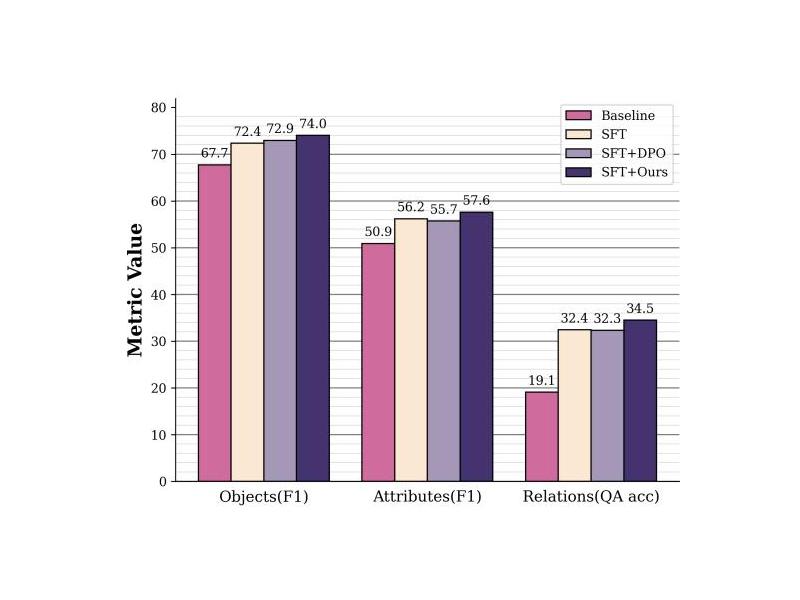 80
70
60
50
40
30
20
10
0
Metric Value
67.7 72.4 72.9 74.0
50.9 56.2 55.7 57.6
19.1 32.4 32.3 34.5
Baseline
SFT
SFT+DPO
SFT+Ours
Objects(F1) Attributes(F1) Relations(QA acc)